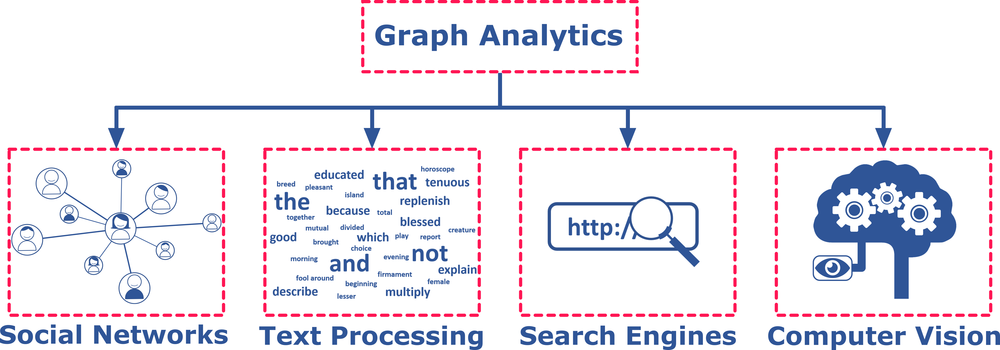 Graph Analytics
horoscope
educated
that
tenuous
breed
pleasant
island
the
replenish
because
total
together
blessed
mutual
divided
creature
good
which
play
report
brought
choice
not
evening
morning
and
explain
firmament
fool around
female
beginning
describe
multiply
lesser
http://
Social Networks
Text Processing
Search Engines
Computer Vision